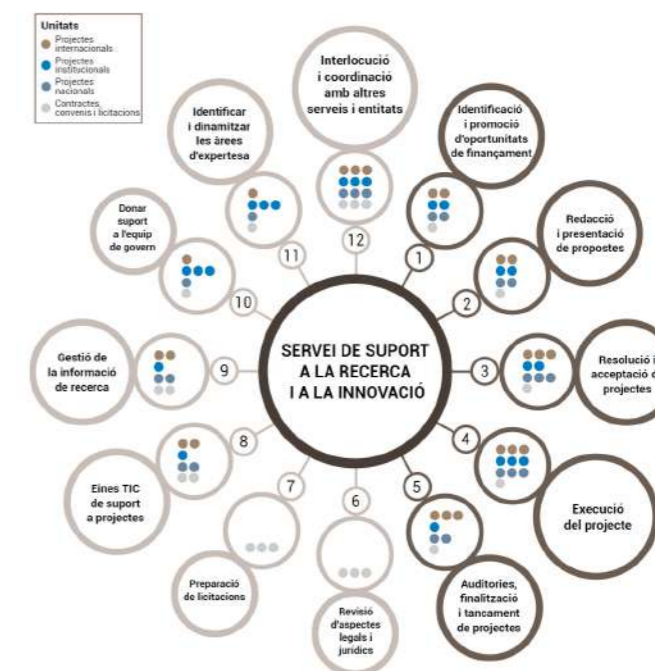 Unitats
Projectes
internacionals
Projectes
institucionals
Projectes
nacionals
Contractes,
convenis i licitacions
Interlocució
i coordinació
amb altres
serveis i entitats
12
Identificació
i promoció
d'oportunitats
de finançament
1
Redacció
i presentació
de propostes
2
Resolució i
acceptació
projectes
3
Execució
del projecte
4
Auditories,
finalització
i tancament
de projectes
5
Revisió
d'aspectes
legals i
jurídics
6
Preparació
de licitacions
7
Eines TIC
de suport
a projectes
8
Gestió de
la informació
de recerca
9
Donar
suport
a l'equip
de govern
10
Identificar
i dinamitzar
les àrees
d'expertesa
11
SERVEI DE SUPORT
A LA RECERCA
I A LA INNOVACIÓ